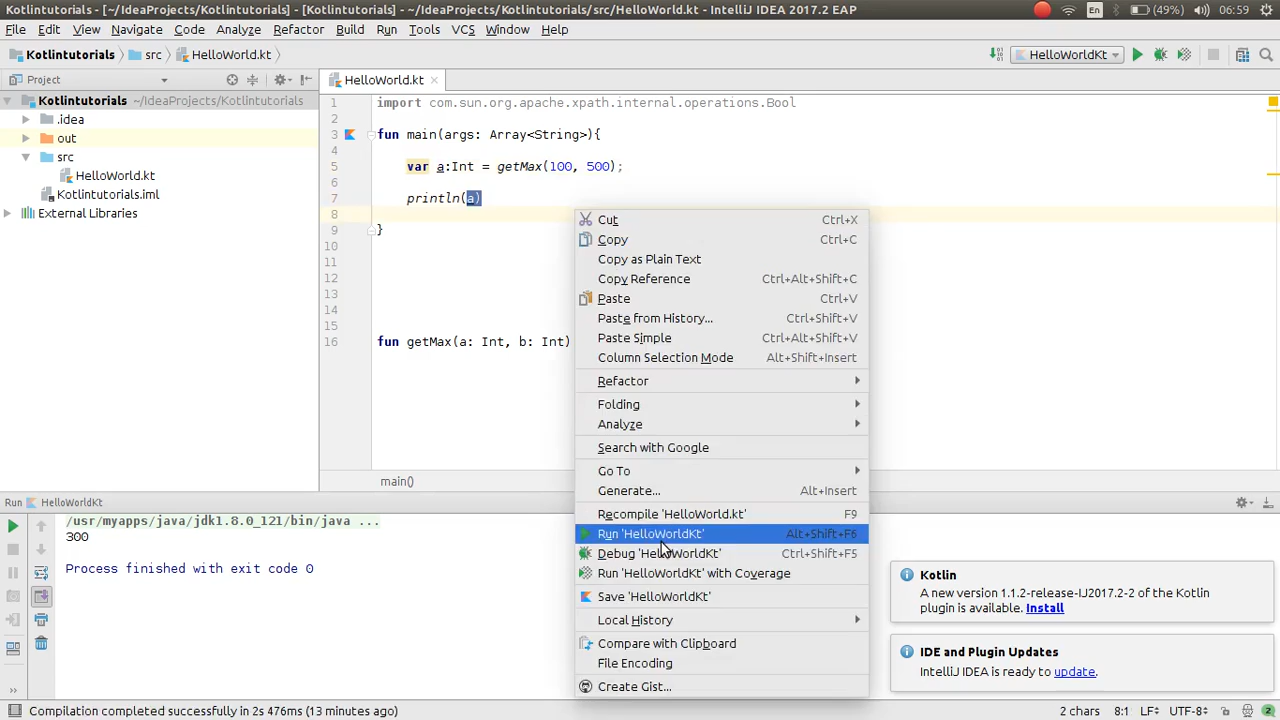 Kotlintutorials - [~/IdeaProjects/Kotlintutorials] - [Kotlintutorials] - ~/IdeaProjects/Kotlintutorials/src/HelloWorld.kt - IntelliJ IDEA 2017.2 EAP
En (49%) 06:59
File Edit View Navigate Code Analyze Refactor Build Run Tools VCS Window Help
Kotlintutorials src HelloWorld.kt HelloWorldKt
Project HelloWorld.kt
Kotlintutorials ~/IdeaProjects/Kotlintutorials
.idea
out
src
HelloWorld.kt
Kotlintutorials.iml
External Libraries
1 import com.sun.org.apache.xpath.internal.operations.Bool
2
3 fun main(args: Array<String>){
4
5 var a:Int = getMax(100, 500);
6
7 println(a)
8
9 }
10
11
12
13
14
15
16 fun getMax(a: Int, b: Int)
main()
Cut Ctrl+X
Copy Ctrl+C
Copy as Plain Text
Copy Reference Ctrl+Alt+Shift+C
Paste Ctrl+V
Paste from History... Ctrl+Shift+V
Paste Simple Ctrl+Alt+Shift+V
Column Selection Mode Alt+Shift+Insert
Refactor
Folding
Analyze
Search with Google
Go To
Generate... Alt+Insert
Recompile 'HelloWorld.kt' F9
Run 'HelloWorldKt' Alt+Shift+F6
Debug 'HelloWorldKt' Ctrl+Shift+F5
Run 'HelloWorldKt' with Coverage
Save 'HelloWorldKt'
Local History
Compare with Clipboard
File Encoding
Create Gist...
Run HelloWorldKt
/usr/myapps/java/jdk1.8.0_121/bin/java ...
300
Process finished with exit code 0
Kotlin
A new version 1.1.2-release-IJ2017.2-2 of the Kotlin
plugin is available. Install
IDE and Plugin Updates
IntelliJ IDEA is ready to update.
Compilation completed successfully in 2s 476ms (13 minutes ago) 2 chars 8:1 LF÷ UTF-8÷ 2